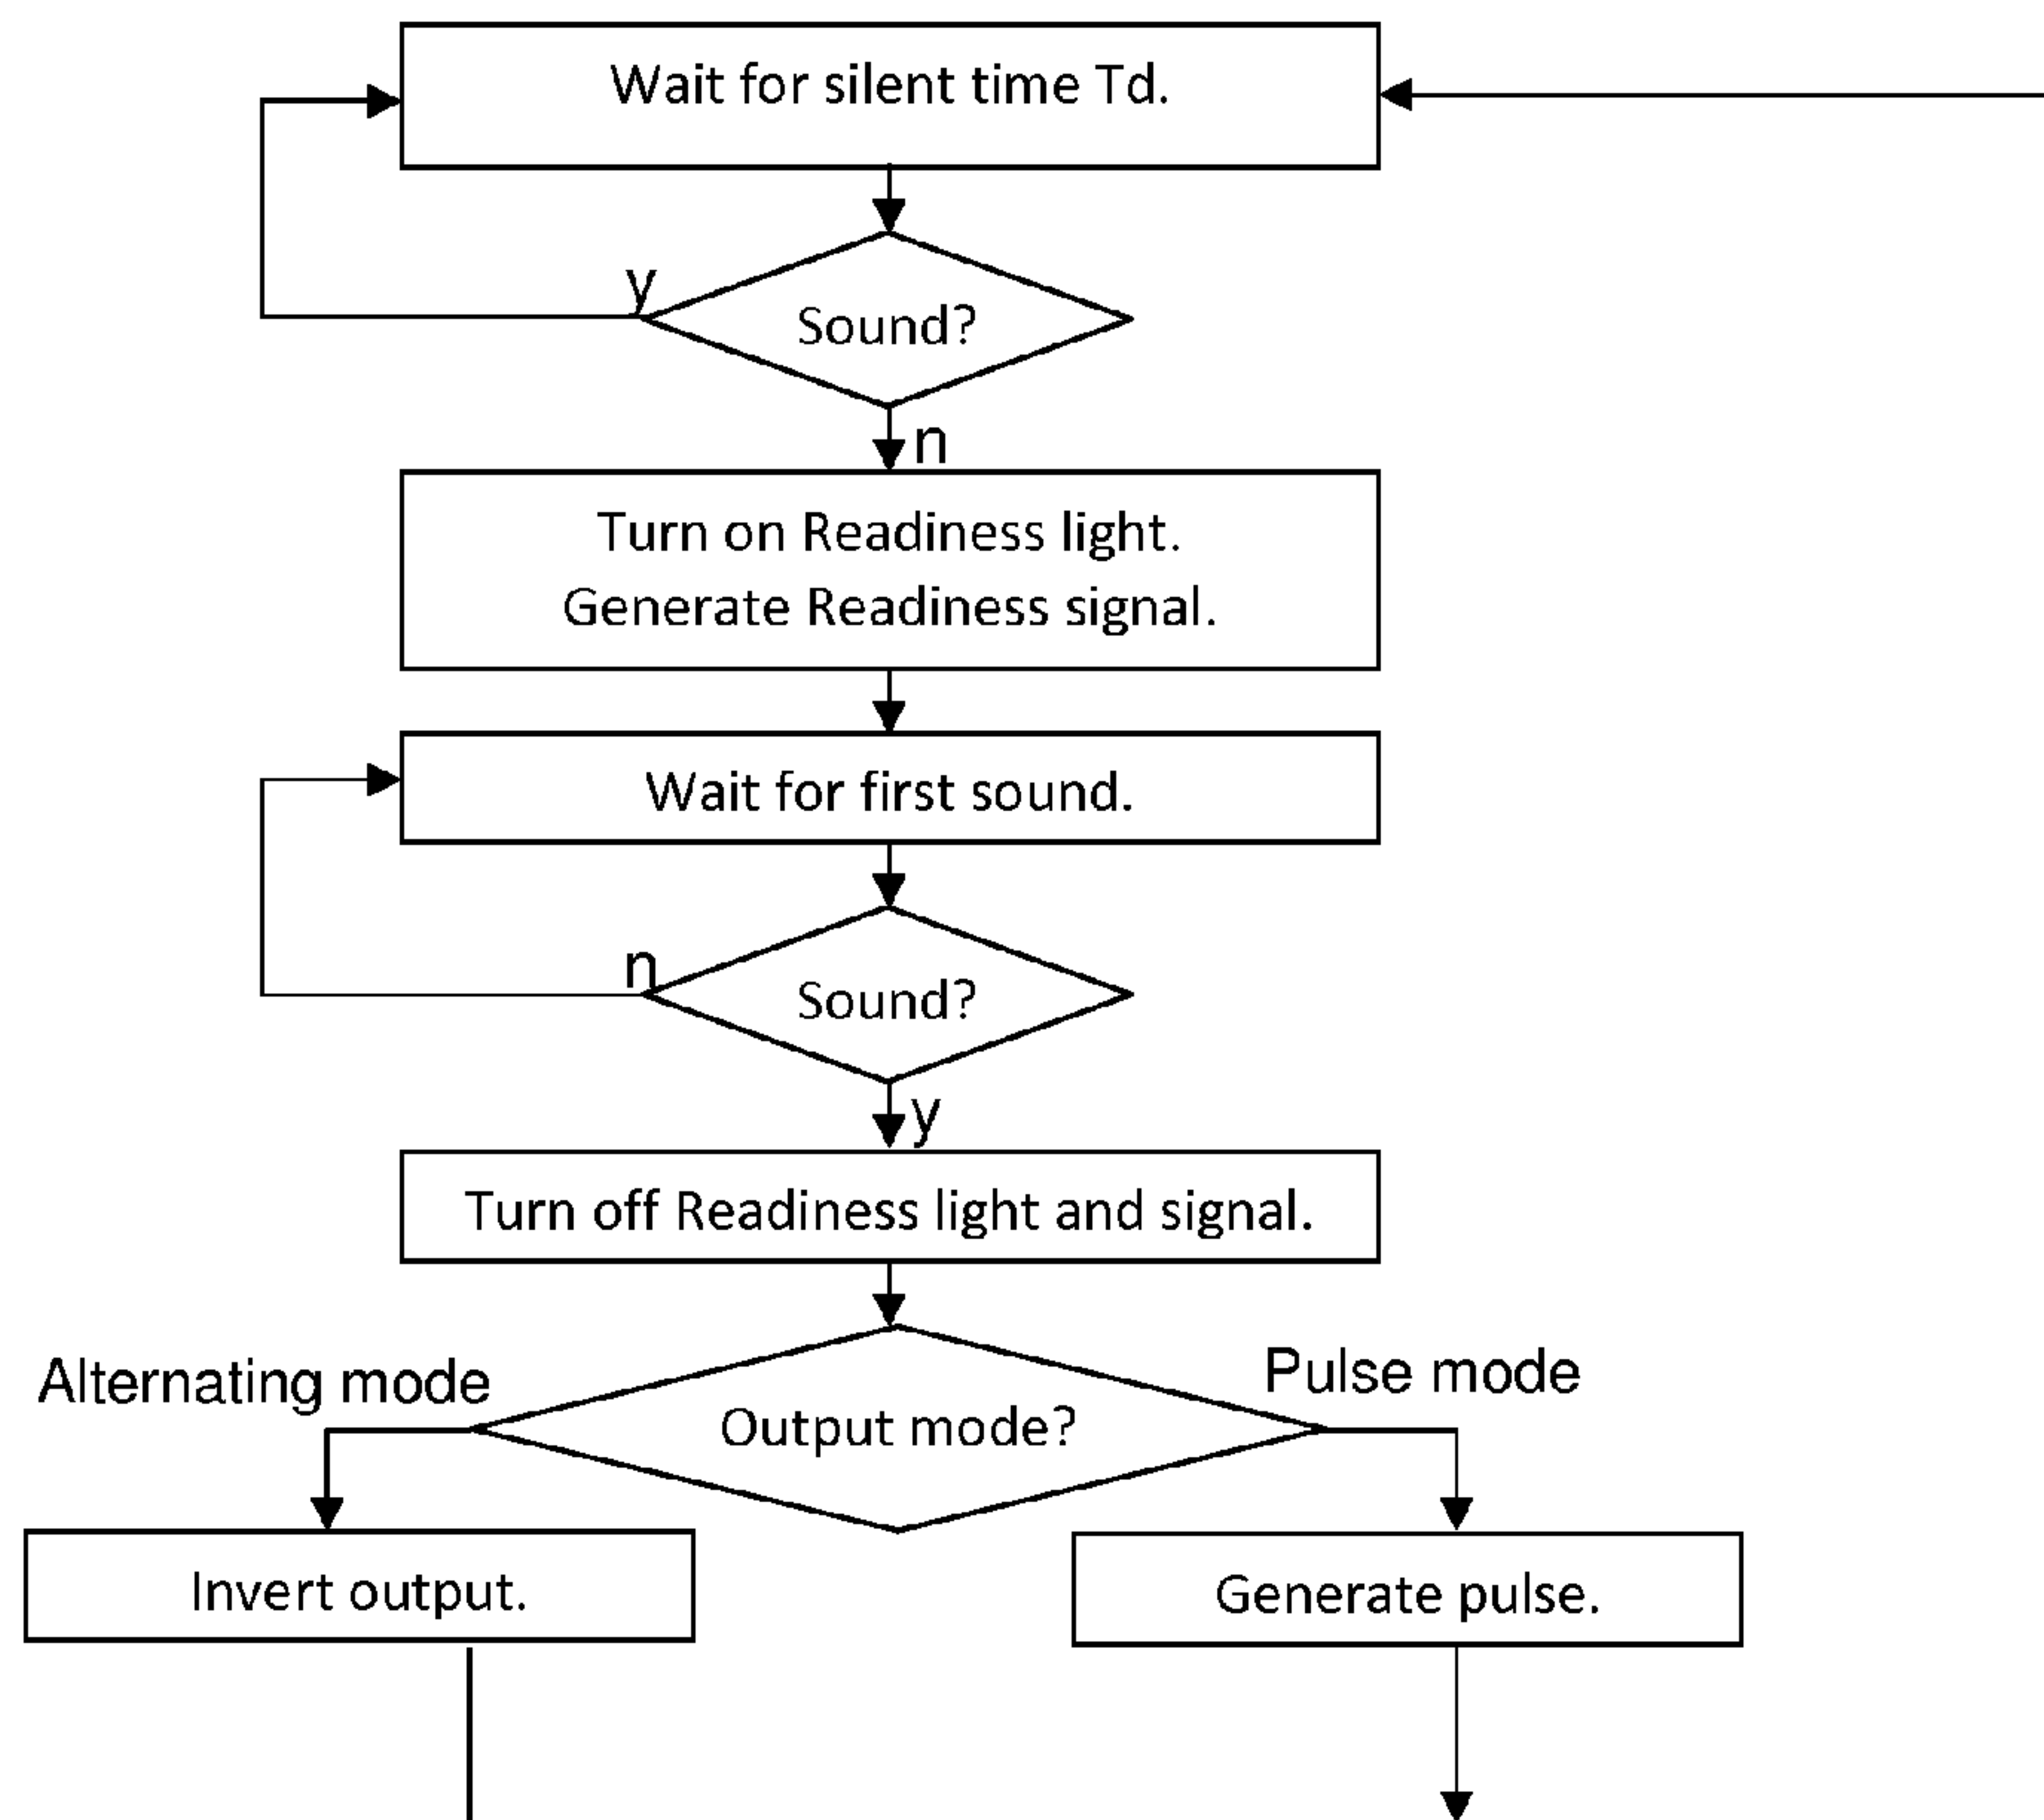 Wait for silent time Td.
y
Sound?
n
Turn on Readiness light.
Generate Readiness signal.
Wait for first sound.
n
Sound?
y
Turn off Readiness light and signal.
Alternating mode
Output mode?
Pulse mode
Invert output.
Generate pulse.